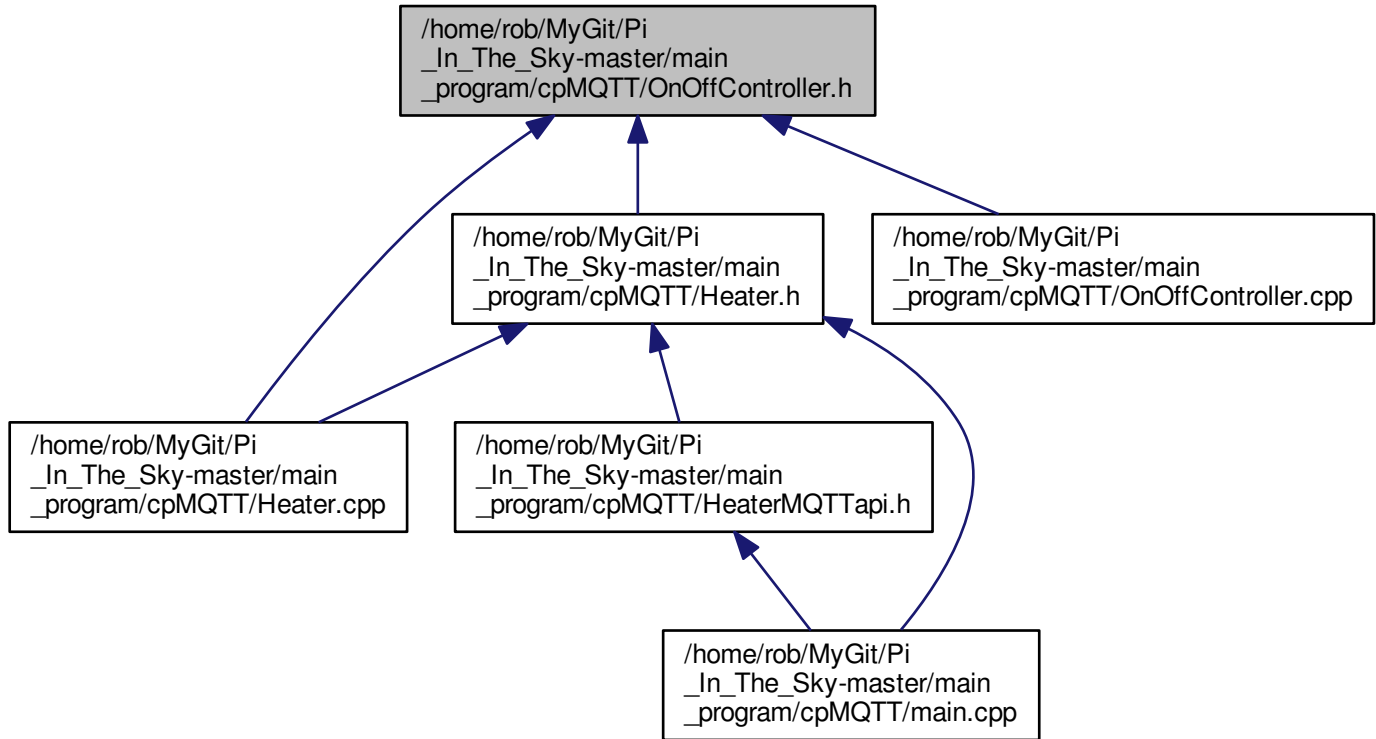 /home/rob/MyGit/Pi
_In_The_Sky-master/main
_program/cpMQTT/OnOffController.h
/home/rob/MyGit/Pi
_In_The_Sky-master/main
_program/cpMQTT/Heater.h
/home/rob/MyGit/Pi
_In_The_Sky-master/main
_program/cpMQTT/OnOffController.cpp
/home/rob/MyGit/Pi
_In_The_Sky-master/main
_program/cpMQTT/Heater.cpp
/home/rob/MyGit/Pi
_In_The_Sky-master/main
_program/cpMQTT/HeaterMQTTapi.h
/home/rob/MyGit/Pi
_In_The_Sky-master/main
_program/cpMQTT/main.cpp